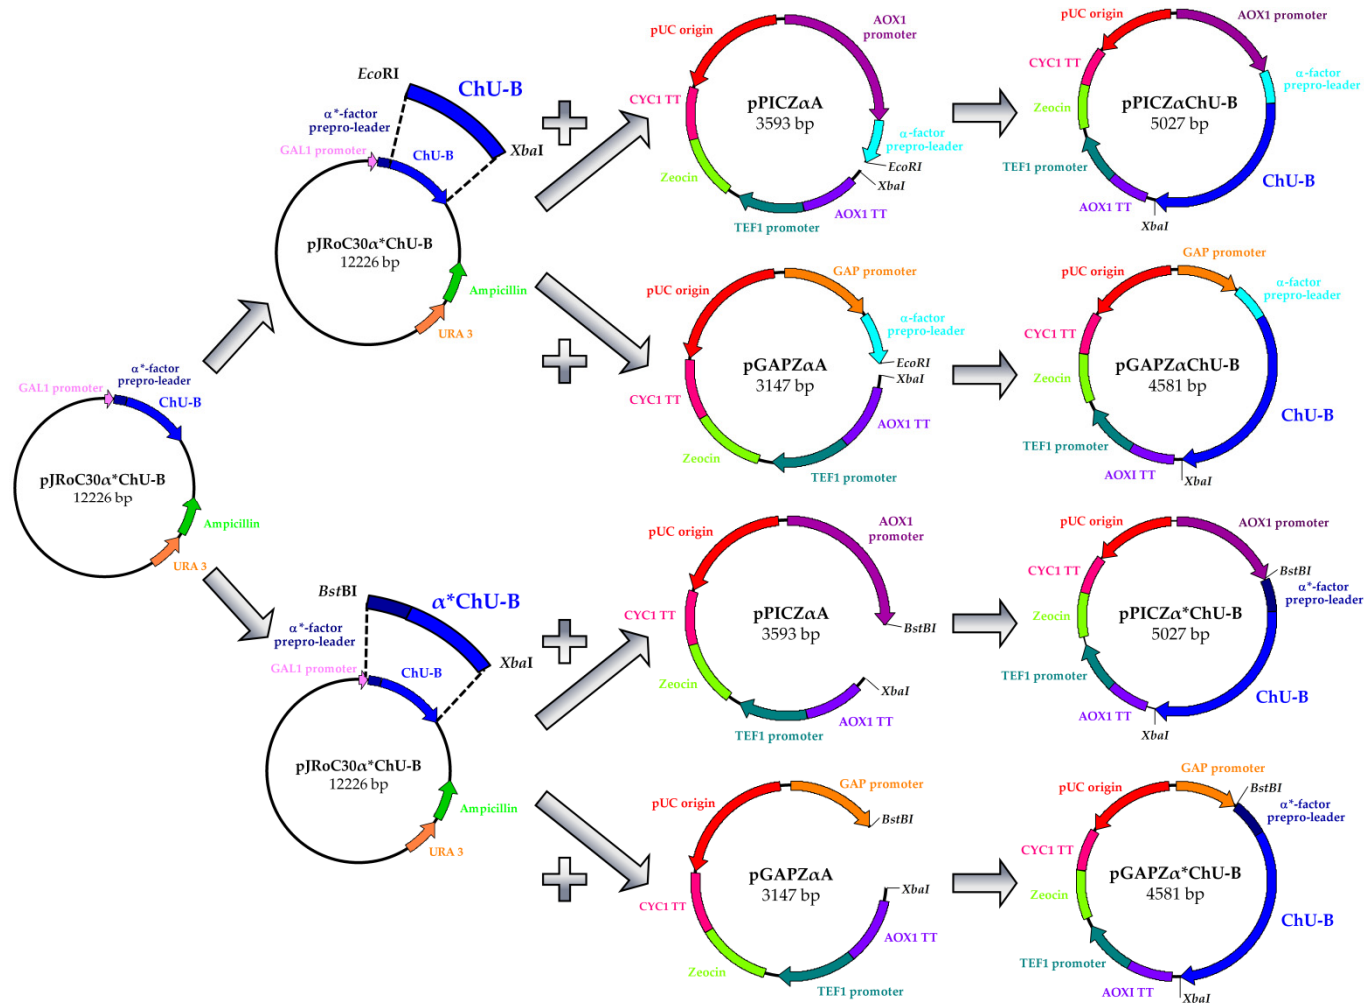 GAL1 promoter
α*-factor
prepro-leader
ChU-B
pJRoC30α*ChU-B
12226 bp
Ampicillin
URA 3
EcoRI
ChU-B
XbaI
α*-factor
prepro-leader
GAL1 promoter
ChU-B
pJRoC30α*ChU-B
12226 bp
Ampicillin
URA 3
BstBI
α*ChU-B
XbaI
α*-factor
prepro-leader
GAL1 promoter
ChU-B
pJRoC30α*ChU-B
12226 bp
Ampicillin
URA 3
pUC origin
AOX1
promoter
CYC1 TT
pPICZαA
3593 bp
α-factor
prepro-leader
EcoRI
XbaI
Zeocin
AOX1 TT
TEF1 promoter
pUC origin
AOX1 promoter
CYC1 TT
α-factor
prepro-leader
Zeocin
pPICZαChU-B
5027 bp
TEF1 promoter
ChU-B
AOX1 TT
XbaI
pUC origin
GAP promoter
α-factor
prepro-leader
EcoRI
XbaI
pGAPZαA
3147 bp
CYC1 TT
AOX1 TT
Zeocin
TEF1 promoter
GAP promoter
pUC origin
α-factor
prepro-leader
CYC1 TT
pGAPZαChU-B
4581 bp
Zeocin
ChU-B
TEF1 promoter
AOXI TT
XbaI
pUC origin
AOX1
promoter
CYC1 TT
pPICZαA
3593 bp
BstBI
XbaI
Zeocin
AOX1 TT
TEF1 promoter
pUC origin
AOX1 promoter
BstBI
CYC1 TT
α*-factor
prepro-leader
Zeocin
pPICZα*ChU-B
5027 bp
TEF1 promoter
ChU-B
AOX1 TT
XbaI
GAP promoter
pUC origin
BstBI
pGAPZαA
3147 bp
XbaI
CYC1 TT
AOX1 TT
Zeocin
TEF1 promoter
GAP promoter
pUC origin
BstBI
α*-factor
prepro-leader
CYC1 TT
pGAPZα*ChU-B
4581 bp
Zeocin
ChU-B
TEF1 promoter
AOXI TT
XbaI